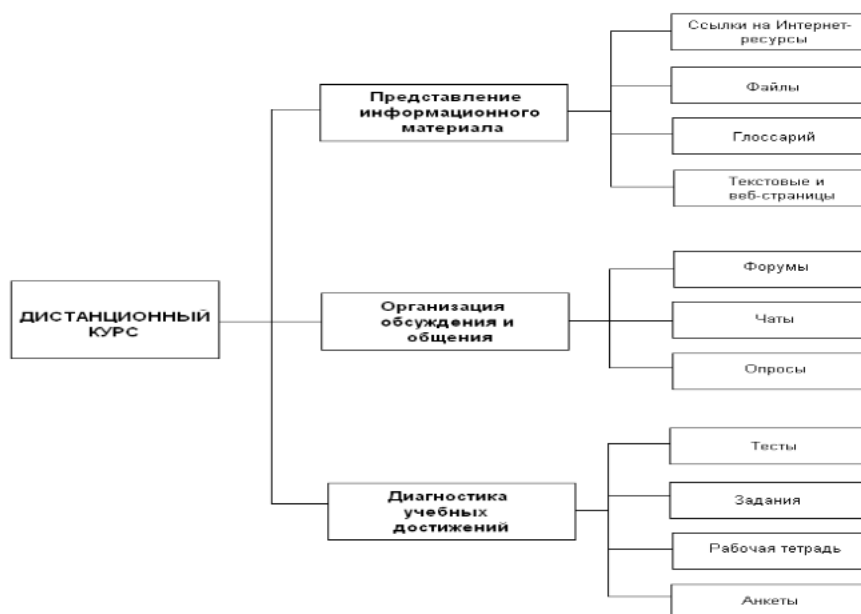 Ссылки на Интернет-
ресурсы
Представление
информационного
материала
Файлы
Глоссарий
Текстовые и
веб-страницы
ДИСТАНЦИОННЫЙ
КУРС
Организация
обсуждения и
общения
Форумы
Чаты
Опросы
Диагностика
учебных
достижений
Тесты
Задания
Рабочая тетрадь
Анкеты